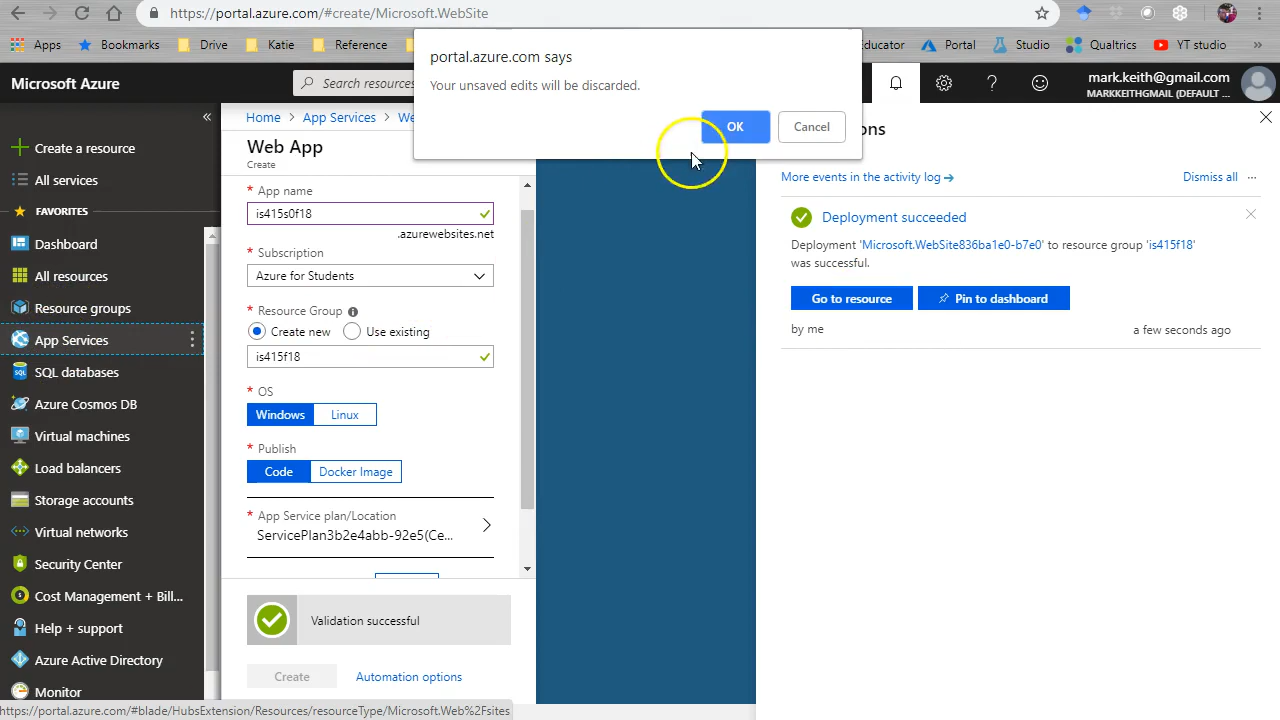 https://portal.azure.com/#create/Microsoft.WebSite
Apps
Bookmarks
Drive
Katie
Reference
Educator
Portal
Studio
Qualtrics
YT studio
»
portal.azure.com says
Your unsaved edits will be discarded.
OK
Cancel
Microsoft Azure
Search resources
mark.keith@gmail.com
MARKKEITHGMAIL (DEFAULT ...
«
Create a resource
All services
FAVORITES
Dashboard
All resources
Resource groups
App Services
SQL databases
Azure Cosmos DB
Virtual machines
Load balancers
Storage accounts
Virtual networks
Security Center
Cost Management + Bill...
Help + support
Azure Active Directory
Monitor
Home > App Services > We
Web App
Create
* App name
is415s0f18
.azurewebsites.net
* Subscription
Azure for Students
* Resource Group
Create new
Use existing
is415f18
* OS
Windows
Linux
* Publish
Code
Docker Image
* App Service plan/Location
ServicePlan3b2e4abb-92e5(Ce...
Validation successful
Create
Automation options
More events in the activity log →
Dismiss all
...
Deployment succeeded
Deployment 'Microsoft.WebSite836ba1e0-b7e0' to resource group 'is415f18'
was successful.
Go to resource
Pin to dashboard
by me
a few seconds ago
https://portal.azure.com/#blade/HubsExtension/Resources/resourceType/Microsoft.Web%2Fsites